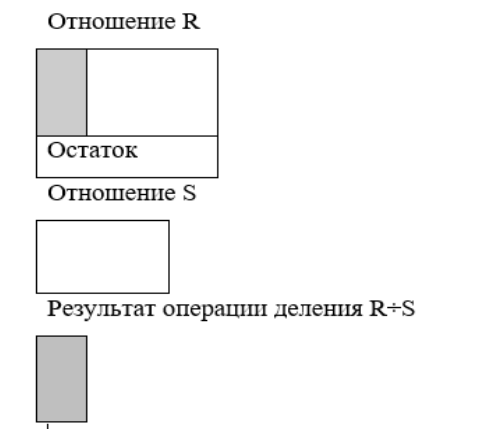 Отношение R
Остаток
Отношение S
Результат операции деления R÷S